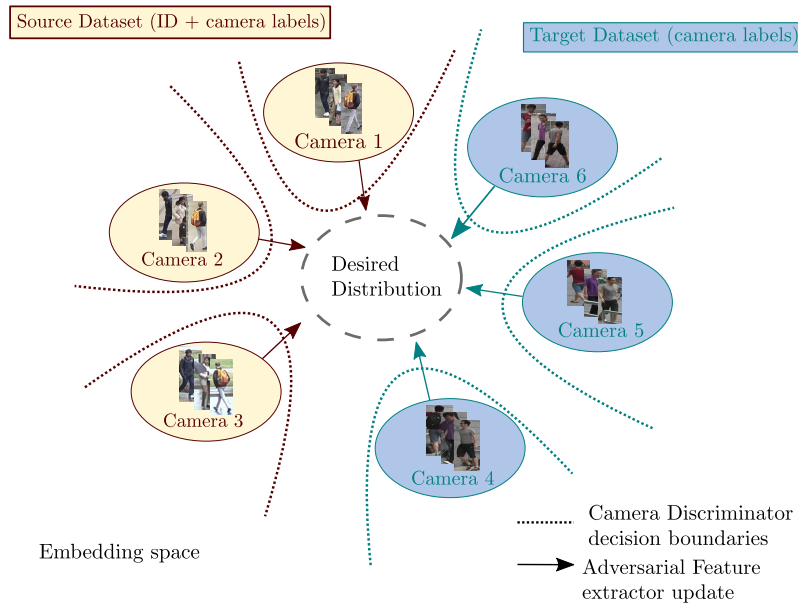 Source Dataset (ID + camera labels)
Target Dataset (camera labels)
Camera 1
Camera 6
Camera 2
Desired
Distribution
Camera 5
Camera 3
Camera 4
Embedding space
Camera Discriminator
decision boundaries
Adversarial Feature
extractor update